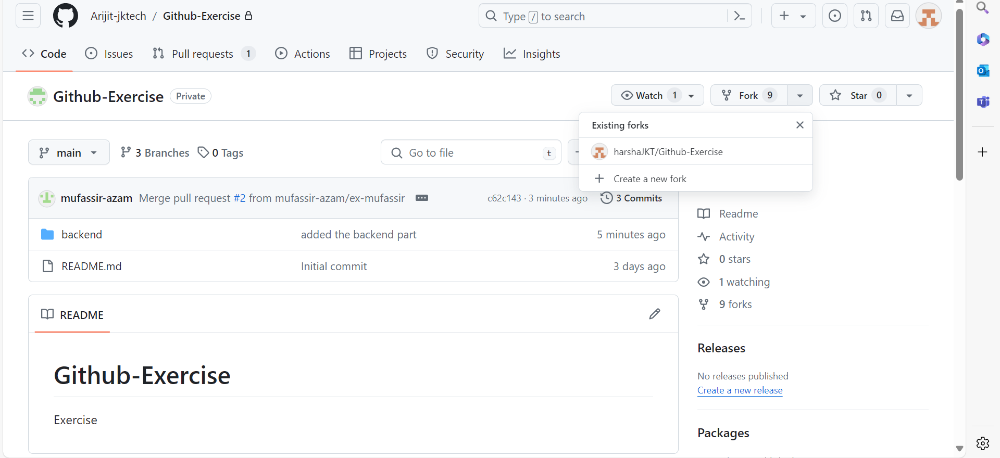 Arijit-jktech / Github-Exercise
Type / to search
Code
Issues
Pull requests 1
Actions
Projects
Security
Insights
Github-Exercise Private
Watch 1
Fork 9
Star 0
Existing forks
harshaJKT/Github-Exercise
Create a new fork
main
3 Branches
0 Tags
Go to file t
mufassir-azam Merge pull request #2 from mufassir-azam/ex-mufassir
c62c143 · 3 minutes ago
3 Commits
backend added the backend part 5 minutes ago
README.md Initial commit 3 days ago
README
Github-Exercise
Exercise
Readme
Activity
0 stars
1 watching
9 forks
Releases
No releases published
Create a new release
Packages